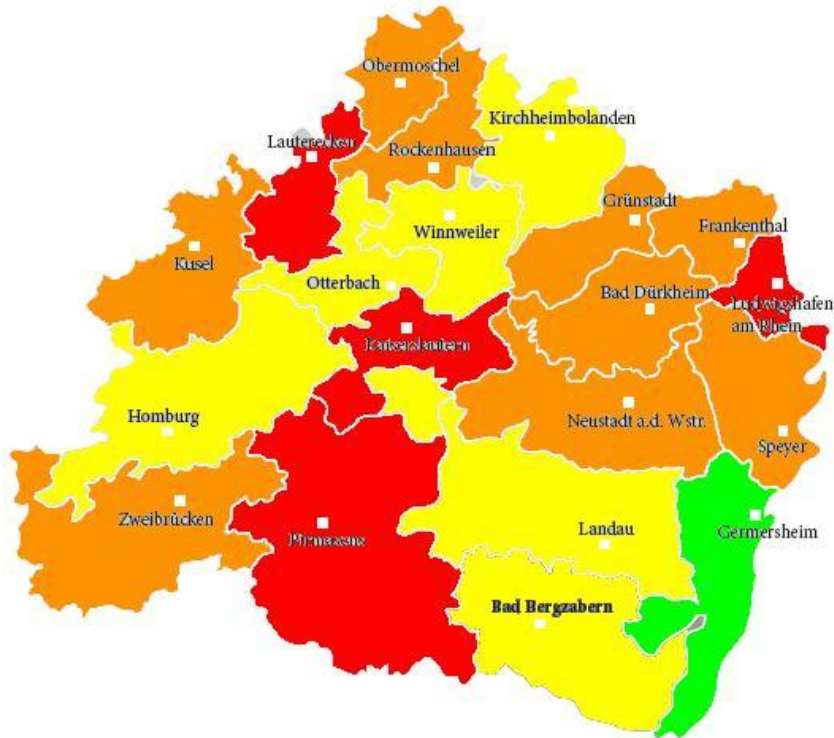 Obermoschel
Kirchheimbolanden
Lauterecken
Rockenhausen
Grünstadt
Frankenthal
Winnweiler
Kusel
Otterbach
Bad Dürkheim
Ludwigshafen
am Rhein
Kaiserslautern
Homburg
Neustadt a.d. Wstr.
Speyer
Zweibrücken
Pirmasens
Landau
Germersheim
Bad Bergzabern